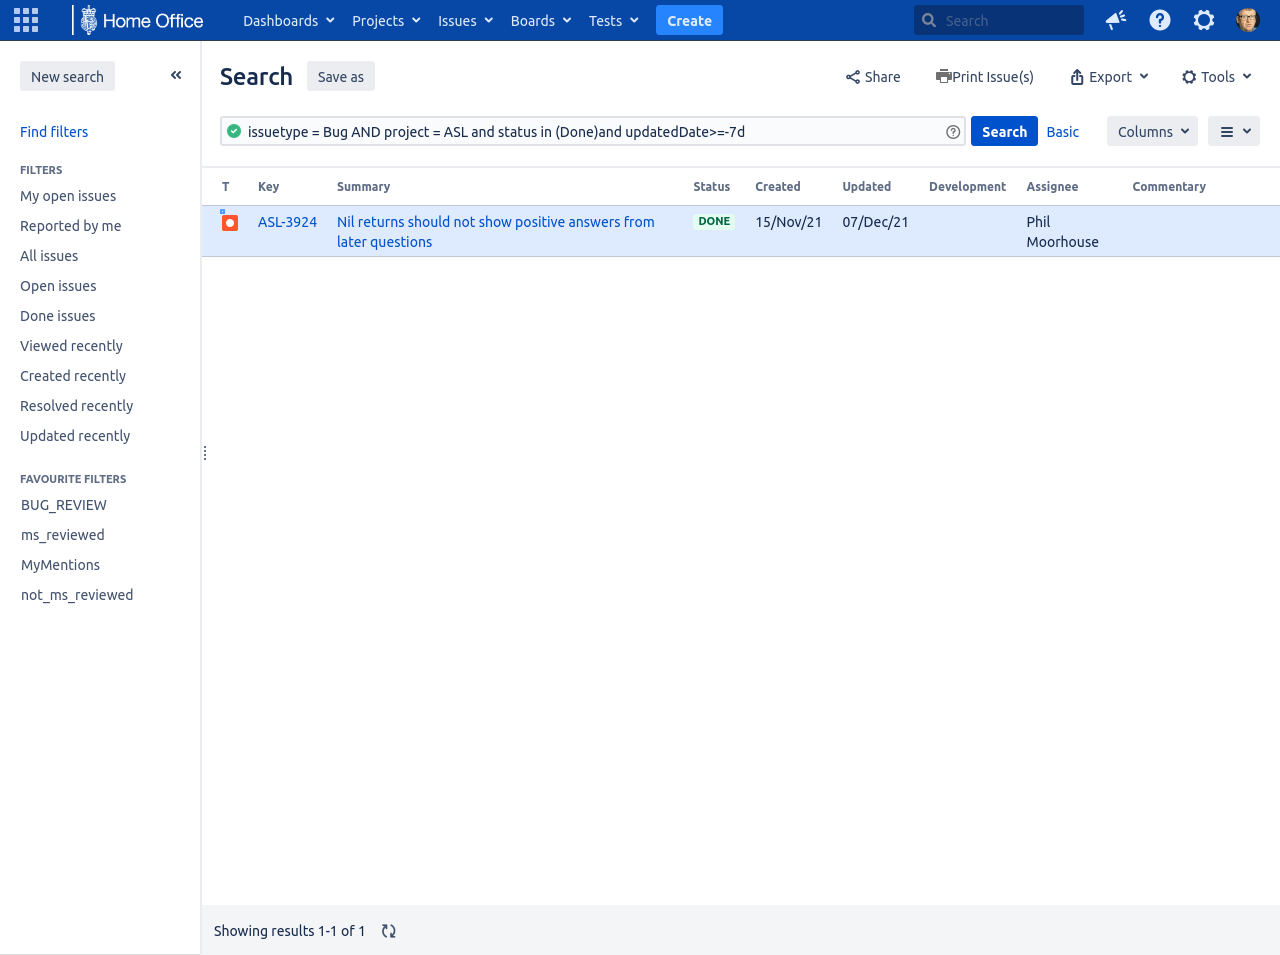 Home Office Dashboards Projects Issues Boards Tests Create Search
New search
Search Save as Share Print Issue(s) Export Tools
issuetype = Bug AND project = ASL and status in (Done)and updatedDate>=-7d Search Basic Columns
Find filters
FILTERS
My open issues
Reported by me
All issues
Open issues
Done issues
Viewed recently
Created recently
Resolved recently
Updated recently
FAVOURITE FILTERS
BUG_REVIEW
ms_reviewed
MyMentions
not_ms_reviewed
T Key Summary Status Created Updated Development Assignee Commentary
ASL-3924 Nil returns should not show positive answers from DONE 15/Nov/21 07/Dec/21 Phil
later questions Moorhouse
Showing results 1-1 of 1